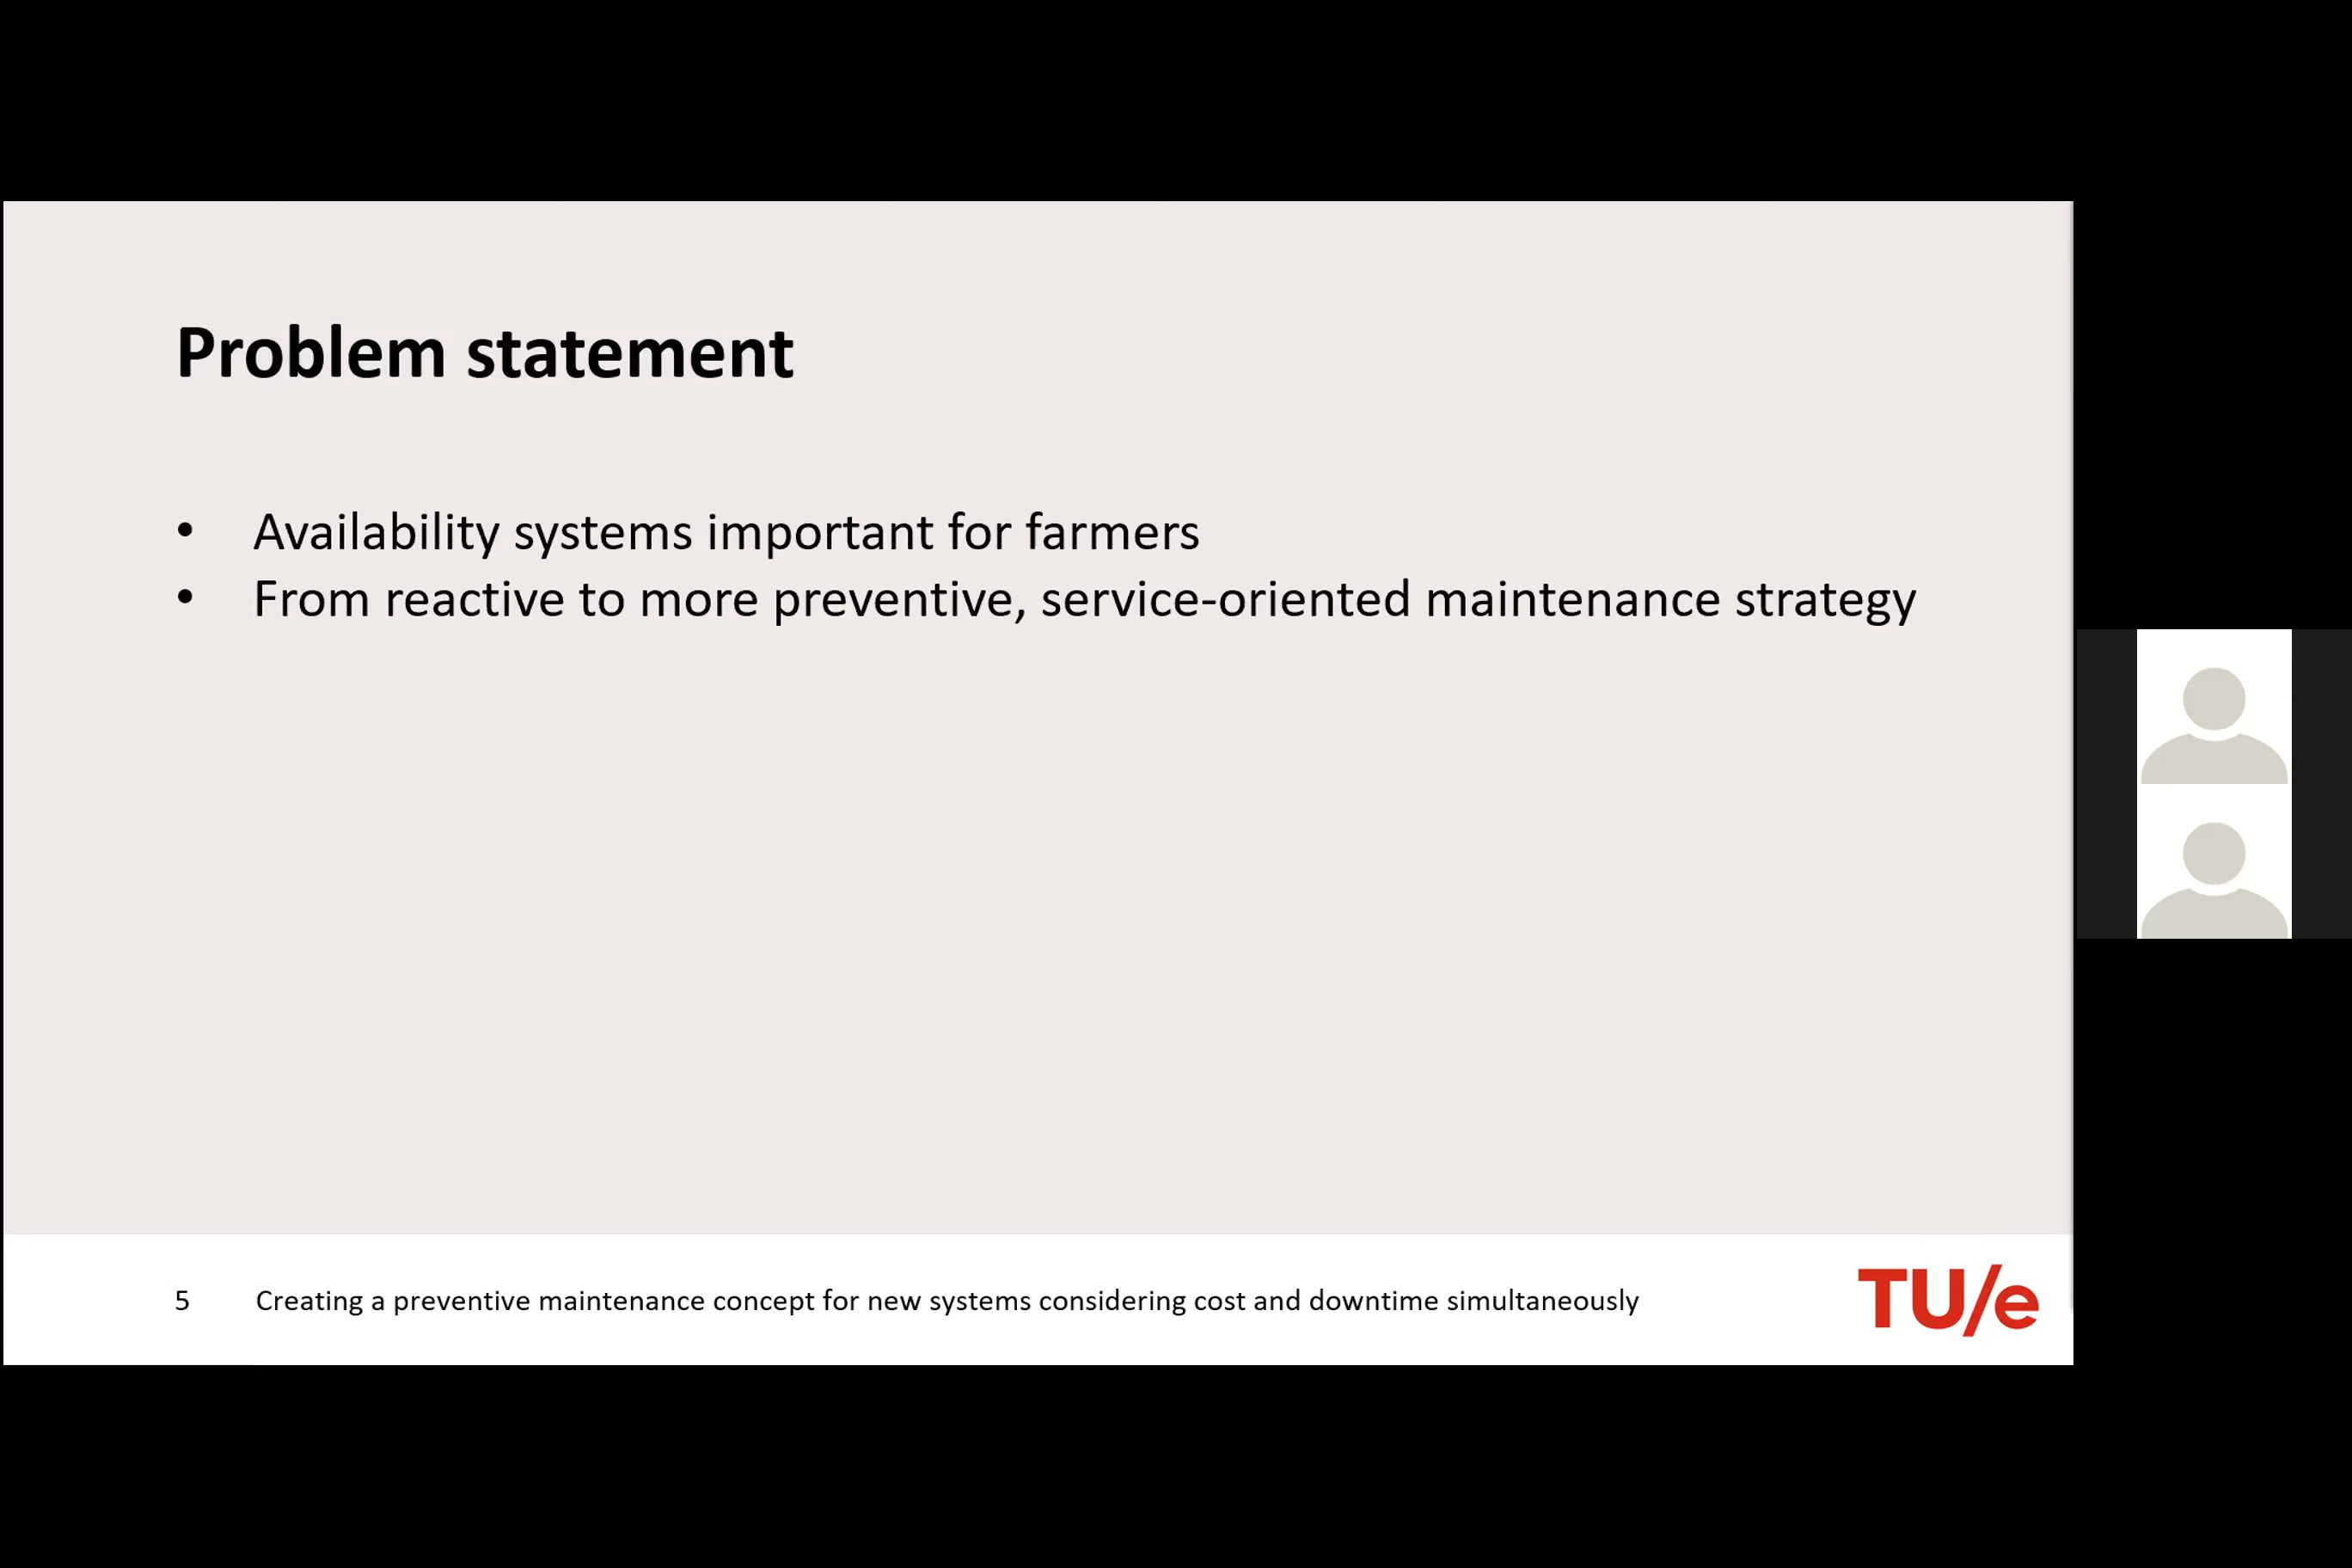 Problem statement
• Availability systems important for farmers
• From reactive to more preventive, service-oriented maintenance strategy
5 Creating a preventive maintenance concept for new systems considering cost and downtime simultaneously
TU/e